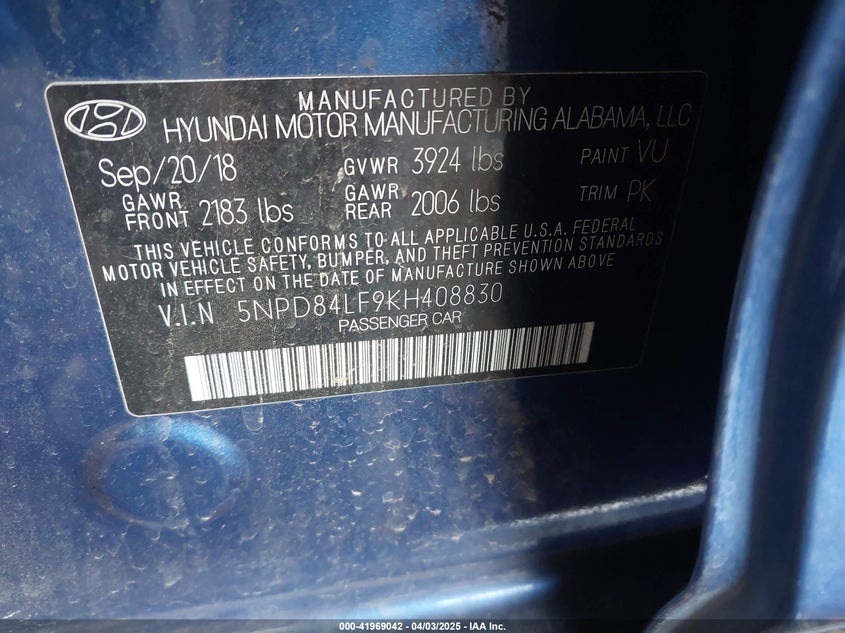 MANUFACTURED BY
HYUNDAI MOTOR MANUFACTURING ALABAMA, LLC
Sep/20/18 GVWR 3924 lbs PAINT VU
GAWR FRONT 2183 lbs GAWR REAR 2006 lbs TRIM PK
THIS VEHICLE CONFORMS TO ALL APPLICABLE U.S.A. FEDERAL
MOTOR VEHICLE SAFETY, BUMPER, AND THEFT PREVENTION STANDARDS
IN EFFECT ON THE DATE OF MANUFACTURE SHOWN ABOVE
V.I.N 5NPD84LF9KH408830
PASSENGER CAR
000-41969042 - 04/03/2025 - IAA Inc.